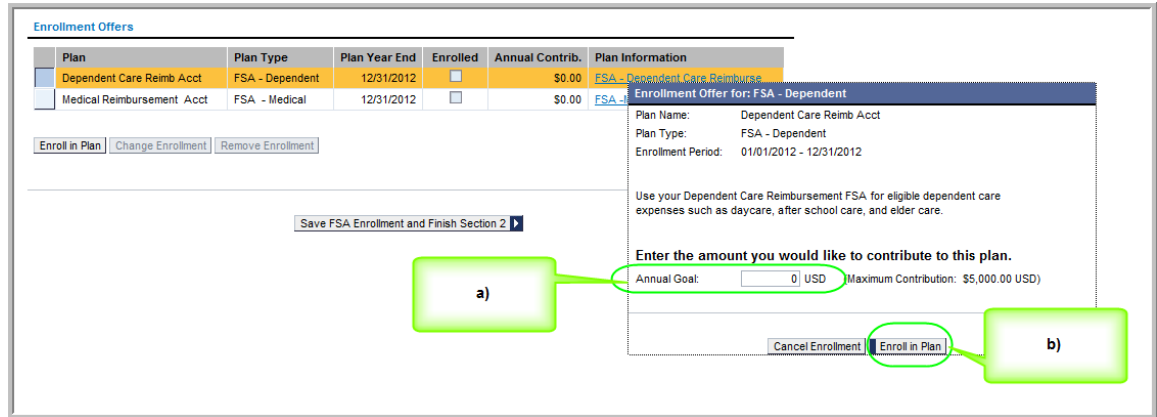 Enrollment Offers
Plan Plan Type Plan Year End Enrolled Annual Contrib. Plan Information
Dependent Care Reimb Acct FSA - Dependent 12/31/2012 $0.00 FSA - Dependent Care Reimburse
Medical Reimbursement Acct FSA - Medical 12/31/2012 $0.00 FSA -
Enroll in Plan Change Enrollment Remove Enrollment
Save FSA Enrollment and Finish Section 2
Enrollment Offer for: FSA - Dependent
Plan Name: Dependent Care Reimb Acct
Plan Type: FSA - Dependent
Enrollment Period: 01/01/2012 - 12/31/2012
Use your Dependent Care Reimbursement FSA for eligible dependent care
expenses such as daycare, after school care, and elder care.
Enter the amount you would like to contribute to this plan.
Annual Goal: 0 USD (Maximum Contribution: $5,000.00 USD)
a)
Cancel Enrollment Enroll in Plan
b)